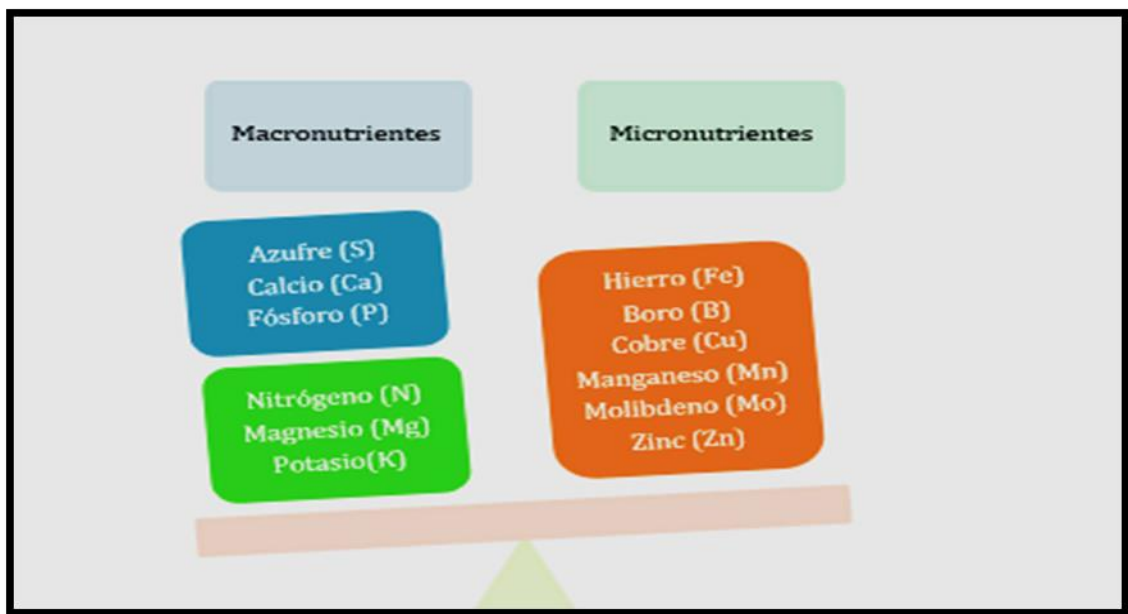 Macronutrientes
Micronutrientes
Azufre (S)
Calcio (Ca)
Fósforo (P)
Nitrógeno (N)
Magnesio (Mg)
Potasio(K)
Hierro (Fe)
Boro (B)
Cobre (Cu)
Manganeso (Mn)
Molibdeno (Mo)
Zinc (Zn)